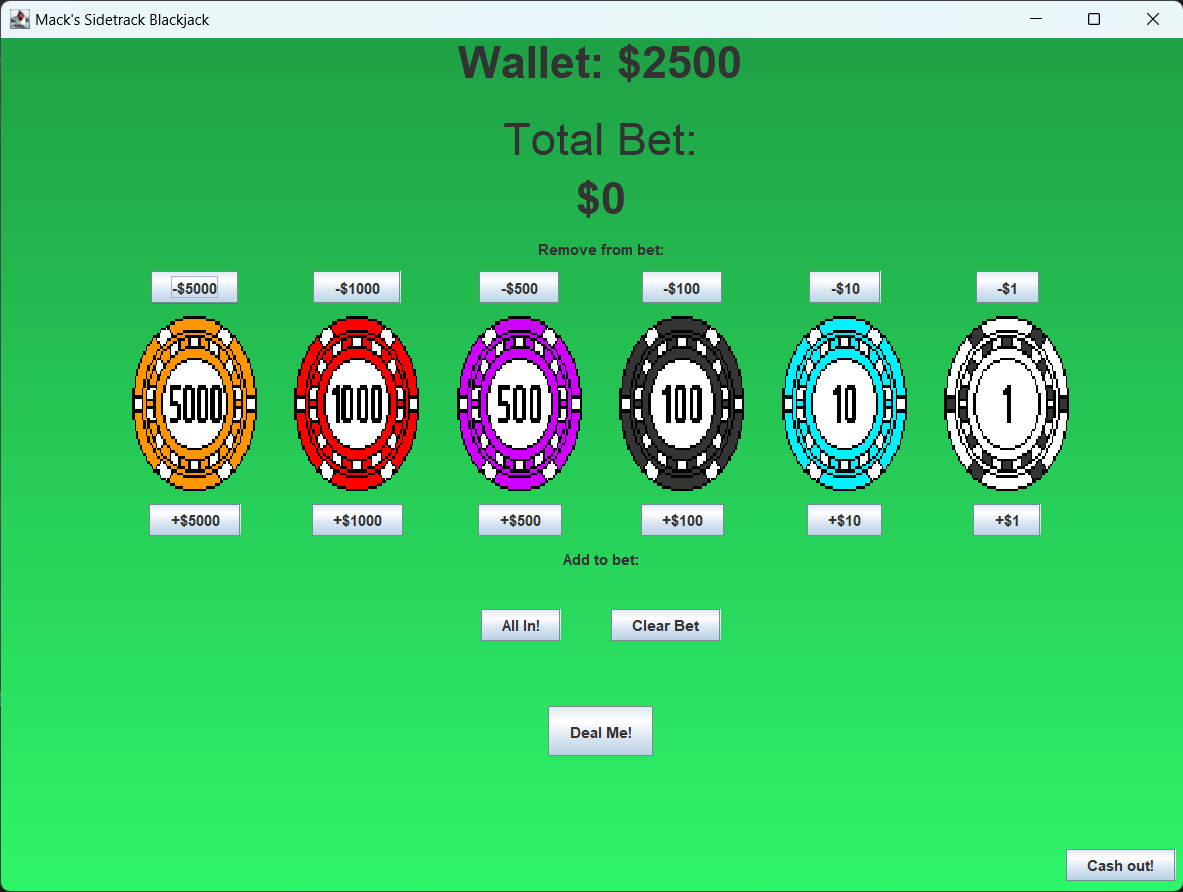 Mack's Sidetrack Blackjack
Wallet: $2500
Total Bet:
$0
Remove from bet:
-$5000 -$1000 -$500 -$100 -$10 -$1
5000 1000 500 100 10 1
+$5000 +$1000 +$500 +$100 +$10 +$1
Add to bet:
All In! Clear Bet
Deal Me!
Cash out!